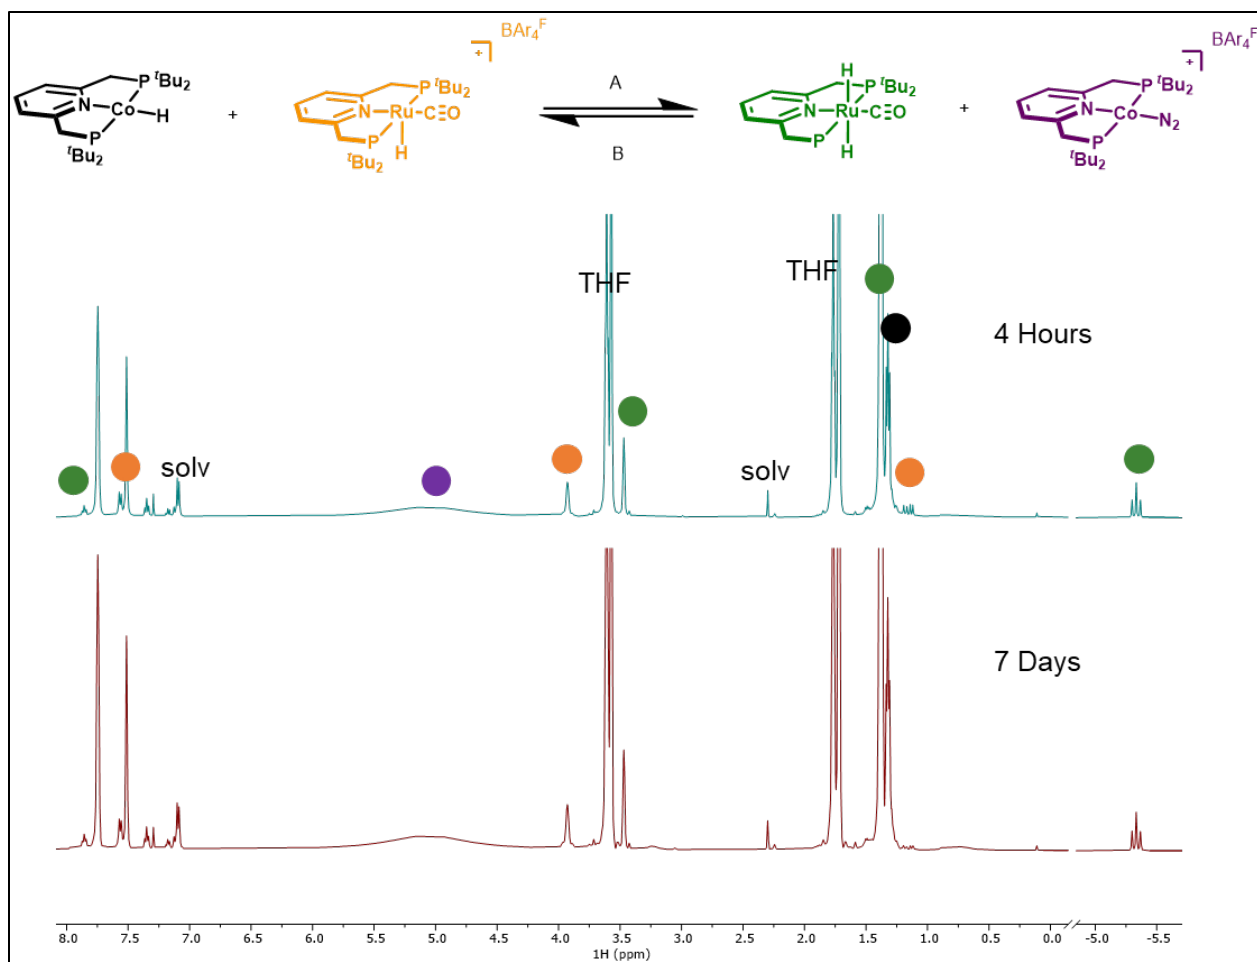 BAr₄ᶠ
BAr₄ᶠ
+
+
P ᵗBu₂
N Co H
P
ᵗBu₂
+
P ᵗBu₂
N Ru C≡O
P H
ᵗBu₂
A
B
H
P ᵗBu₂
N Ru C≡O
P
H
ᵗBu₂
+
P
ᵗBu₂
N Co N₂
P
ᵗBu₂
THF
THF
4 Hours
solv
solv
7 Days
8.0 7.5 7.0 6.5 6.0 5.5 5.0 4.5 4.0 3.5 3.0 2.5 2.0 1.5 1.0 0.5 0.0 -5.0 -5.5
1H (ppm)